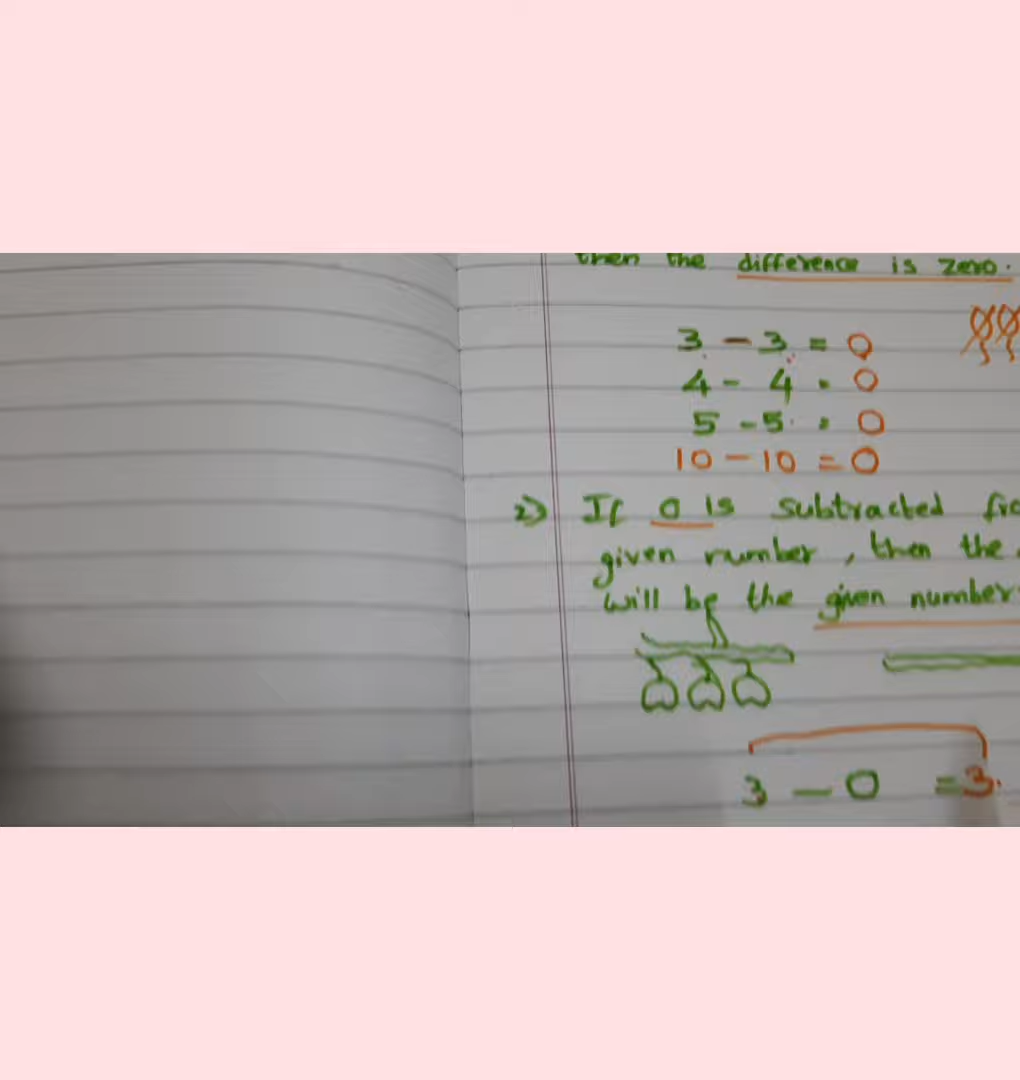 then the difference is zero.
3 - 3 = 0
4 - 4 = 0
5 - 5 = 0
10 - 10 = 0
2) If 0 is subtracted
given number, then the
will be the given number
3 - 0 = 3.